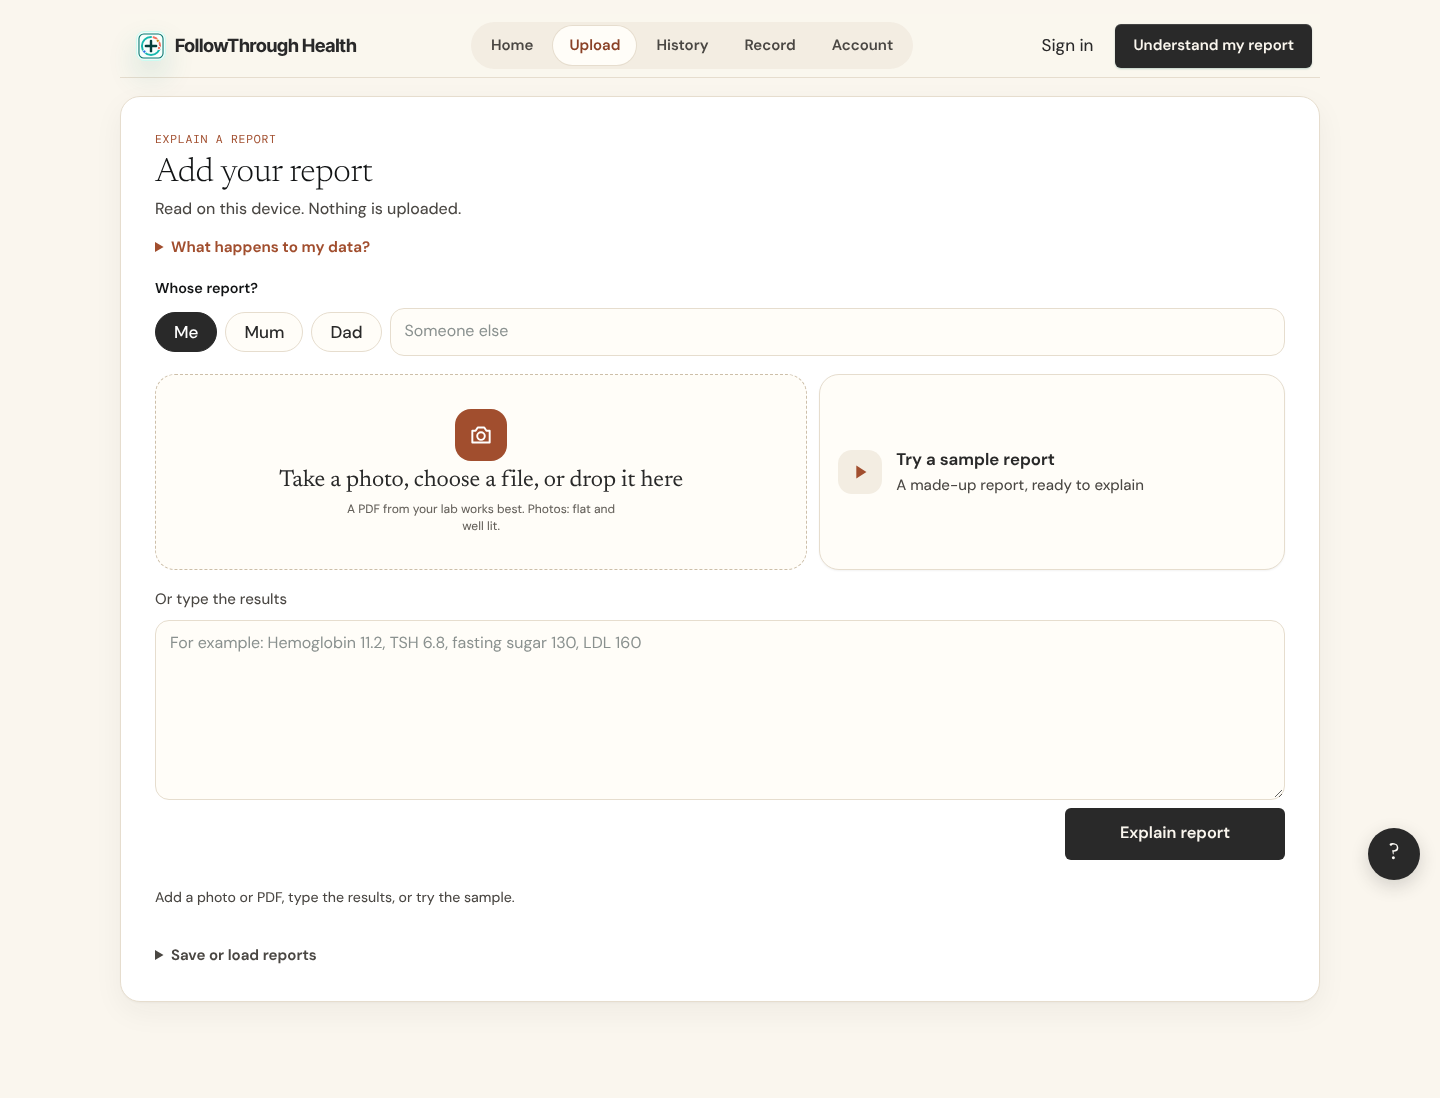 FollowThrough Health
Home
Upload
History
Record
Account
Sign in
Understand my report
EXPLAIN A REPORT
Add your report
Read on this device. Nothing is uploaded.
What happens to my data?
Whose report?
Me
Mum
Dad
Someone else
Take a photo, choose a file, or drop it here
A PDF from your lab works best. Photos: flat and
well lit.
Try a sample report
A made-up report, ready to explain
Or type the results
For example: Hemoglobin 11.2, TSH 6.8, fasting sugar 130, LDL 160
Explain report
?
Add a photo or PDF, type the results, or try the sample.
Save or load reports